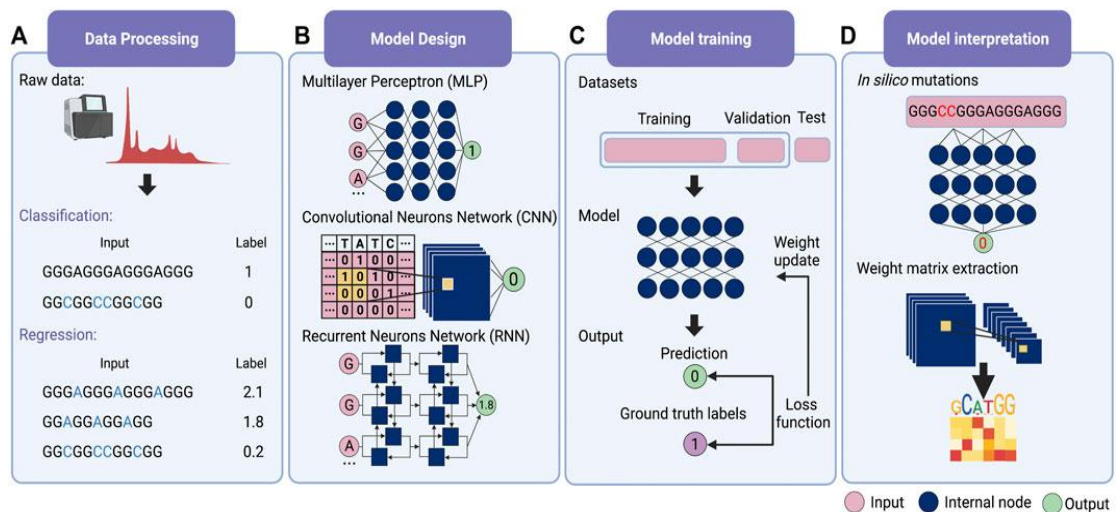 A
Data Processing
Raw data:
Classification:
Input Label
GGGAGGGAGGGAGGG 1
GGCGGCCGGCGG 0
Regression:
Input Label
GGGAGGGAGGGAGGG 2.1
GGAGGAGGAGG 1.8
GGCGGCCGGCGG 0.2
B
Model Design
Multilayer Perceptron (MLP)
G
G
A
...
1
Convolutional Neurons Network (CNN)
... T A T C ...
... 0 1 0 0 ...
... 1 0 1 0 ...
... 0 0 0 1 ...
... 0 0 0 0 ...
0
Recurrent Neurons Network (RNN)
G
G
A
...
1.8
C
Model training
Datasets
Training Validation Test
Model
Weight
update
Output
Prediction
0
Ground truth labels
1
Loss
function
D
Model interpretation
In silico mutations
GGGCCGGGAGGGAGGG
0
Weight matrix extraction
GCATGG
Input Internal node Output